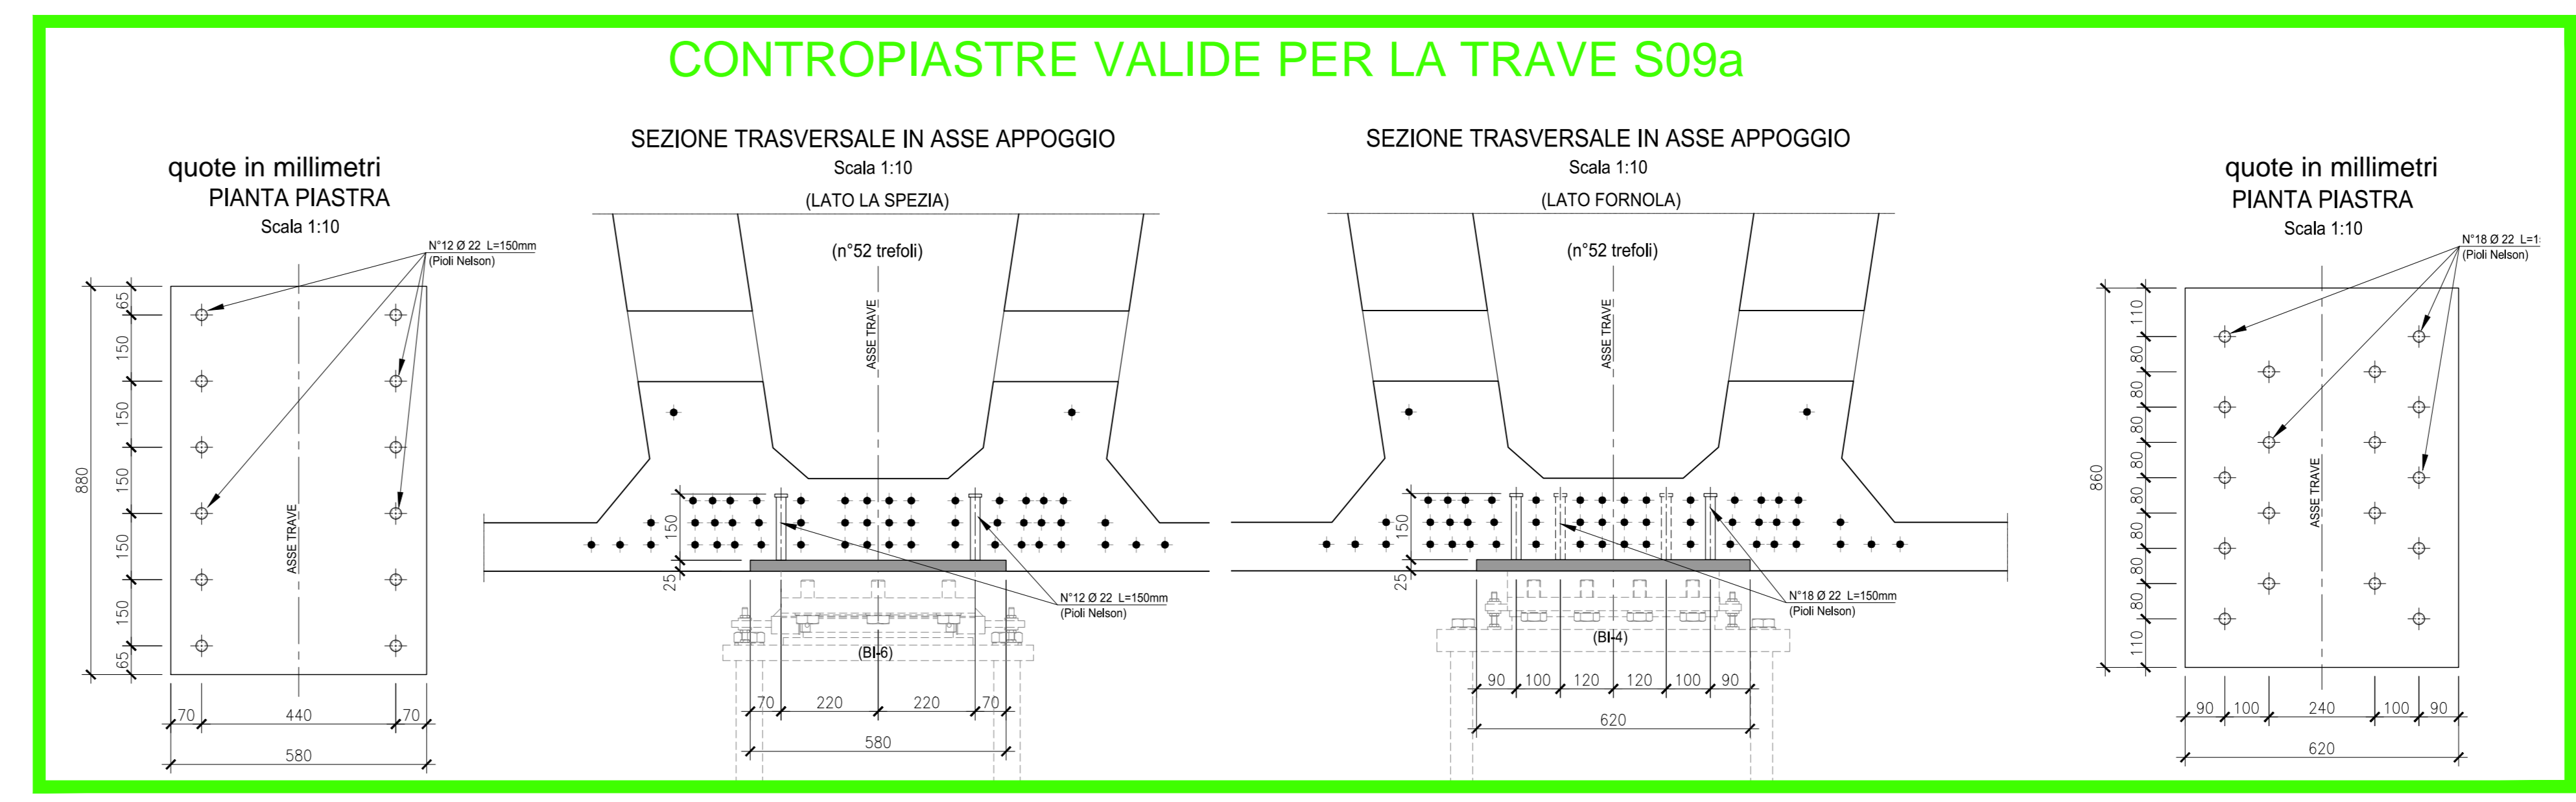 CONTROPIASTRE VALIDE PER LA TRAVE S09a
quote in millimetri
PIANTA PIASTRA
Scala 1:10
N°12 Ø 22 L=150mm
(Pioli Nelson)
65
150
150
150
150
150
65
880
ASSE TRAVE
70
440
70
580
SEZIONE TRASVERSALE IN ASSE APPOGGIO
Scala 1:10
(LATO LA SPEZIA)
(n°52 trefoli)
ASSE TRAVE
150
25
N°12 Ø 22 L=150mm
(Pioli Nelson)
(BI-6)
70
220
220
70
580
SEZIONE TRASVERSALE IN ASSE APPOGGIO
Scala 1:10
(LATO FORNOLA)
(n°52 trefoli)
ASSE TRAVE
150
25
N°18 Ø 22 L=150mm
(Pioli Nelson)
(BI-4)
90
100
120
120
100
90
620
quote in millimetri
PIANTA PIASTRA
Scala 1:10
N°18 Ø 22 L=1
(Pioli Nelson)
110
80
80
80
80
80
80
80
80
110
860
ASSE TRAVE
90
100
240
100
90
620